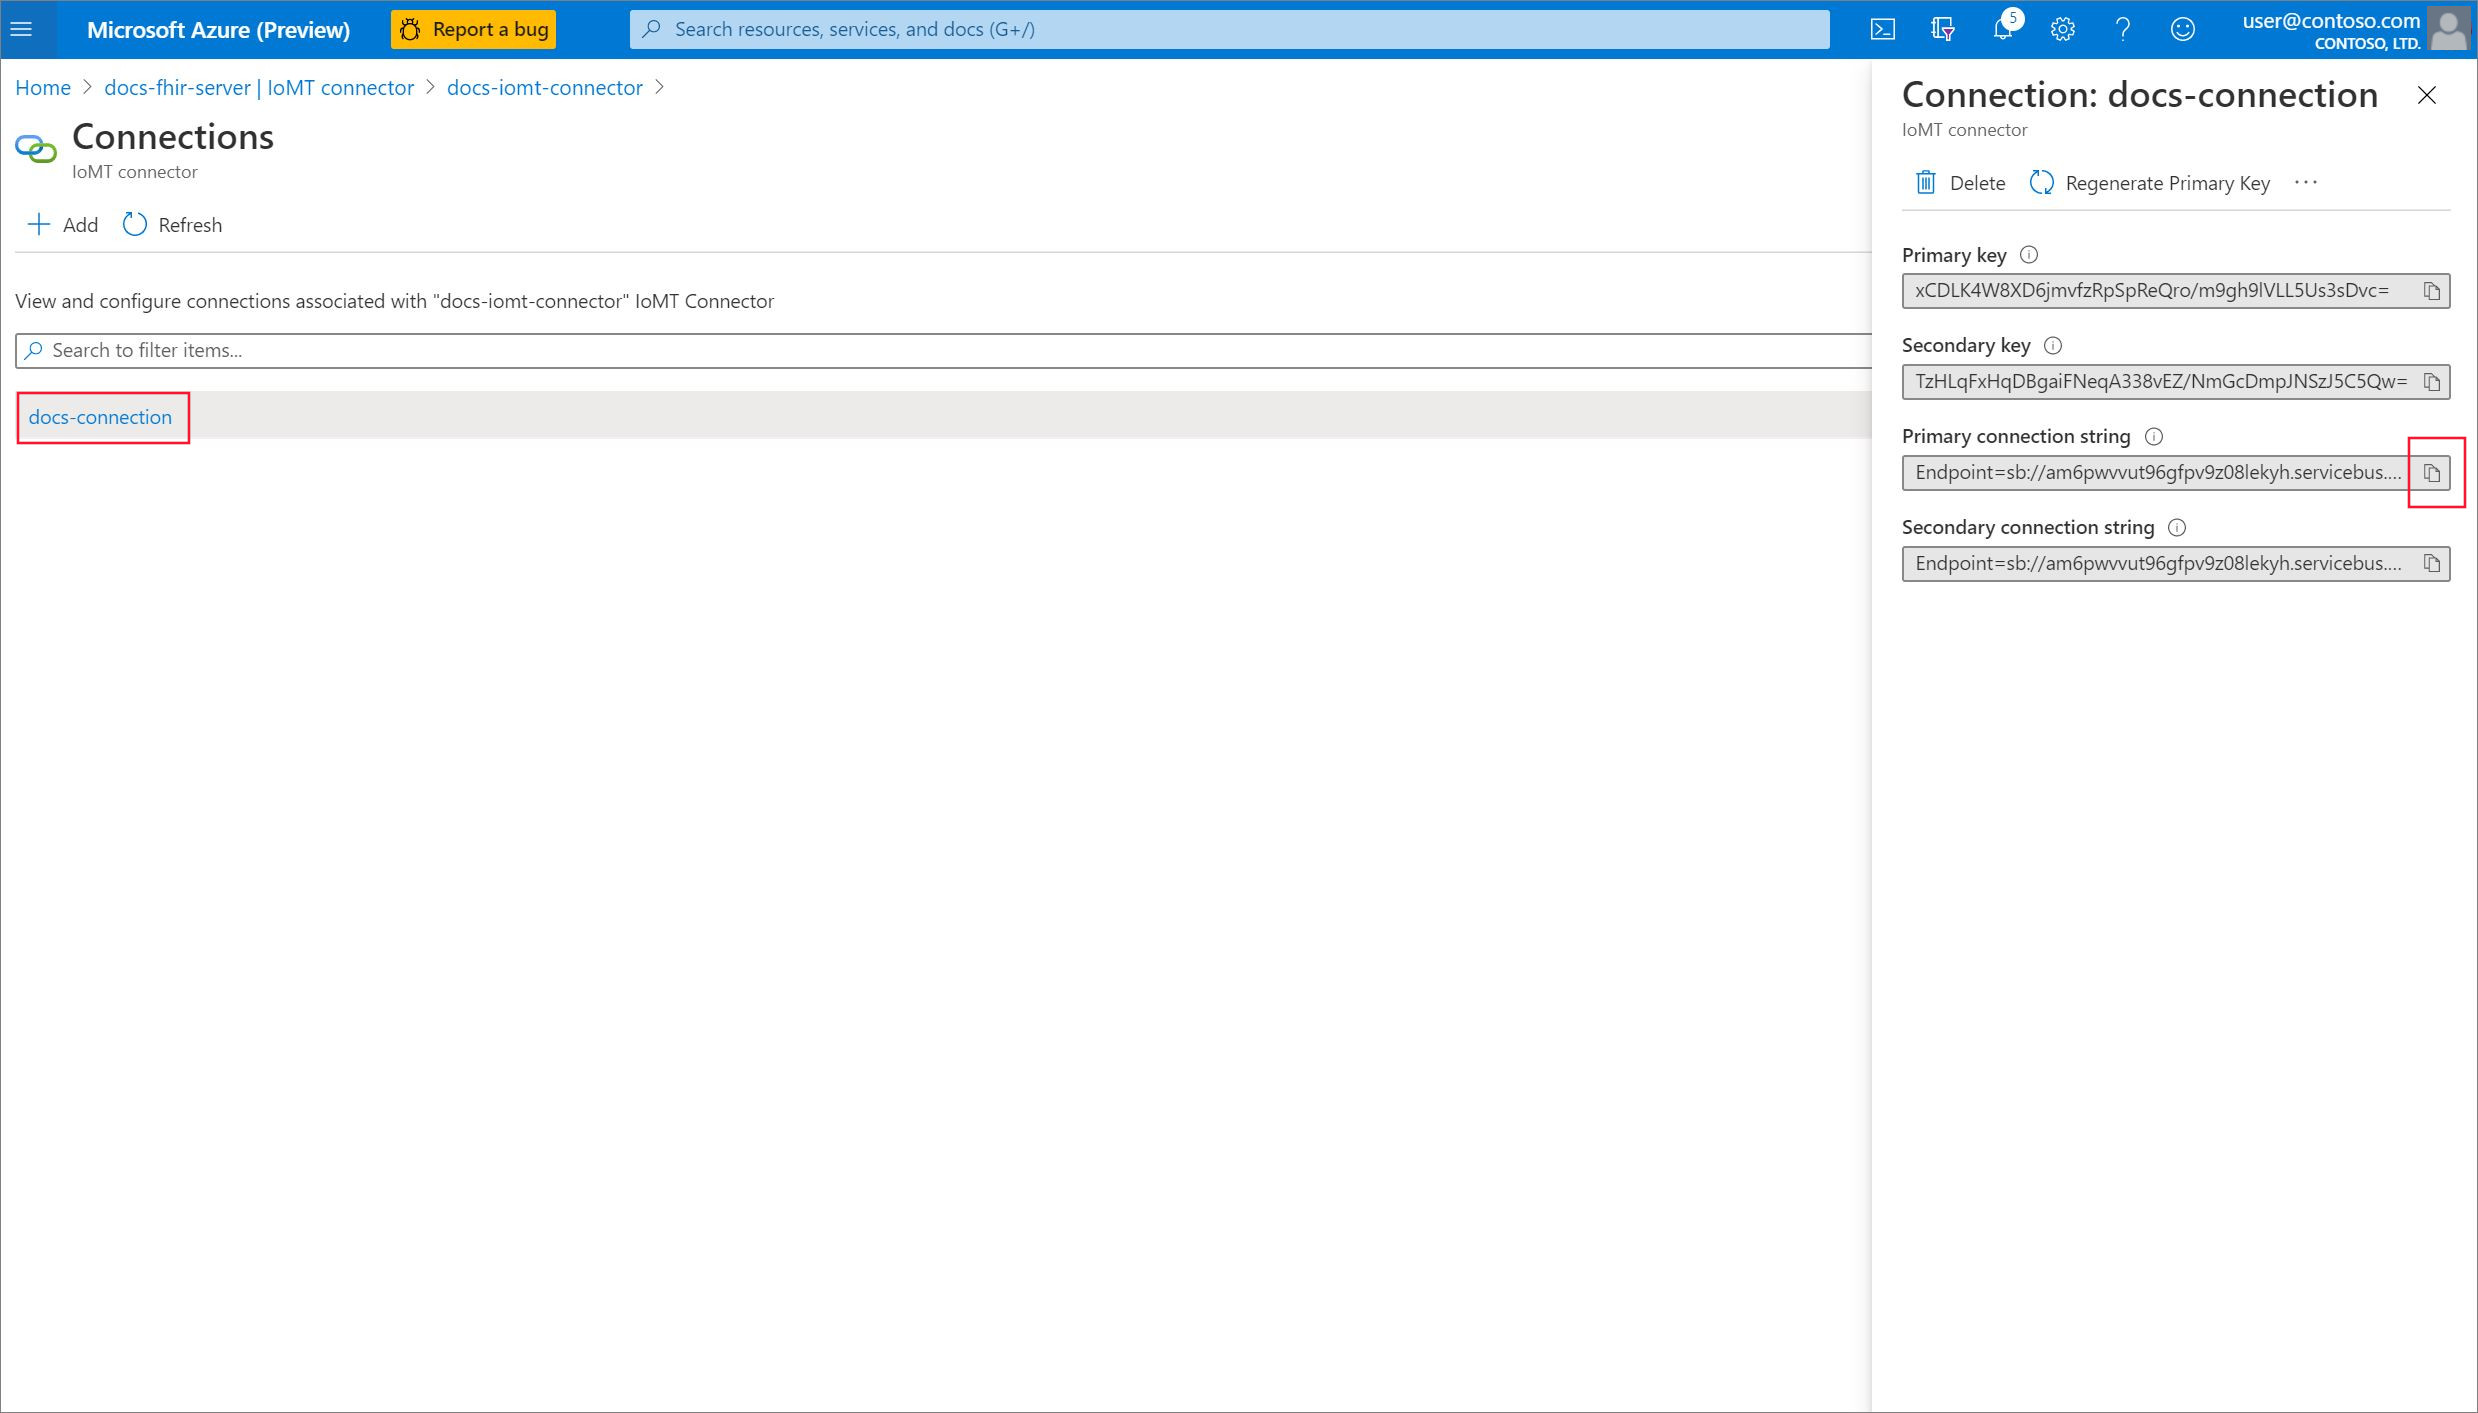 Microsoft Azure (Preview)
Report a bug
Search resources, services, and docs (G+/)
5
user@contoso.com
CONTOSO, LTD.
Home > docs-fhir-server | IoMT connector > docs-iomt-connector >
Connections
IoMT connector
Add
Refresh
View and configure connections associated with "docs-iomt-connector" IoMT Connector
Search to filter items...
docs-connection
Connection: docs-connection
IoMT connector
Delete
Regenerate Primary Key
...
Primary key
xCDLK4W8XD6jmvfzRpSpReQro/m9gh9lVLL5Us3sDvc=
Secondary key
TzHLqFxHqDBgaiFNeqA338vEZ/NmGcDmpJNSzJ5C5Qw=
Primary connection string
Endpoint=sb://am6pwvvut96gfpv9z08lekyh.servicebus....
Secondary connection string
Endpoint=sb://am6pwvvut96gfpv9z08lekyh.servicebus....